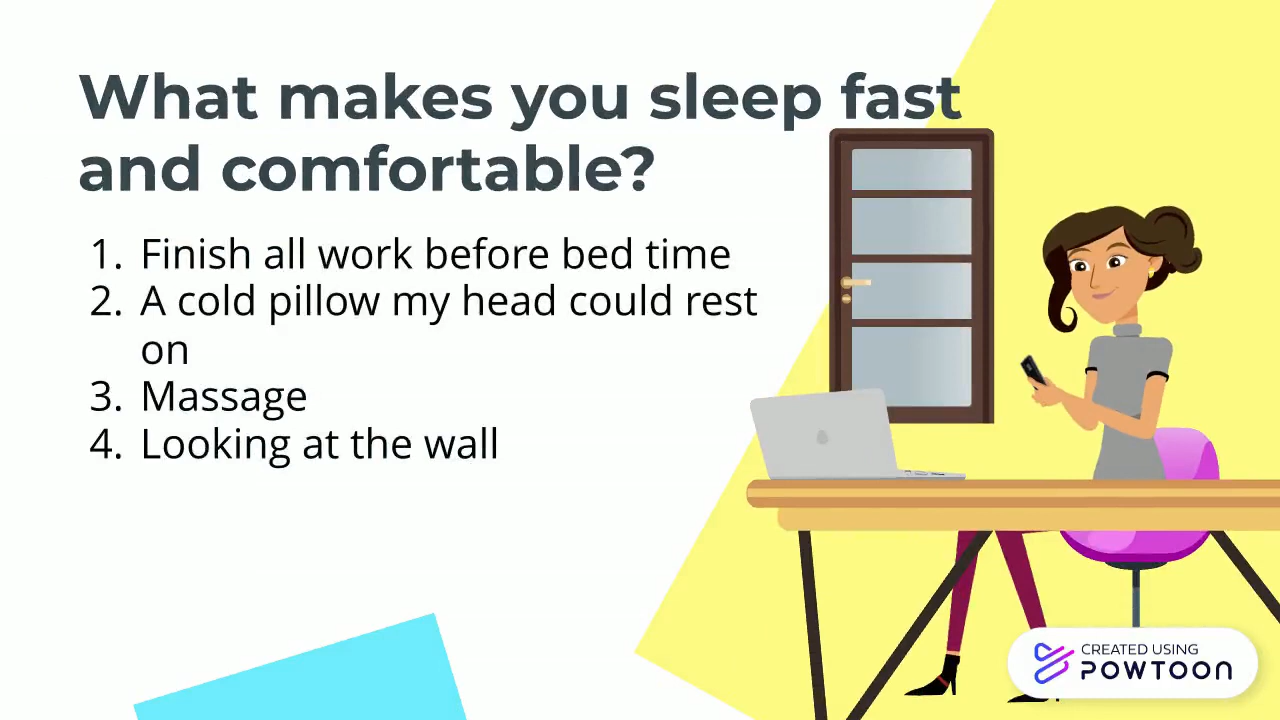 What makes you sleep fast
and comfortable?
1. Finish all work before bed time
2. A cold pillow my head could rest
on
3. Massage
4. Looking at the wall
CREATED USING
POWTOON